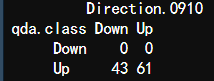 Direction.0910
qda.class Down Up
Down 0 0
Up 43 61